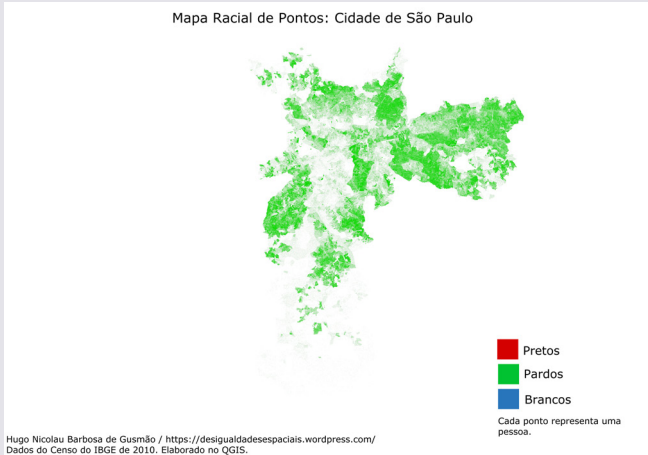 Mapa Racial de Pontos: Cidade de São Paulo
Pretos
Pardos
Brancos
Cada ponto representa uma
pessoa.
Hugo Nicolau Barbosa de Gusmão / https://desigualdadesespaciais.wordpress.com/
Dados do Censo do IBGE de 2010. Elaborado no QGIS.